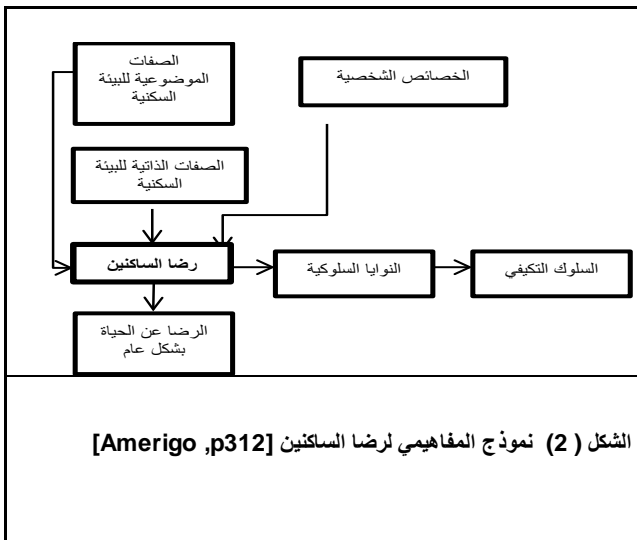 الصفات
الموضوعية للبيئة
السكنية
الخصائص الشخصية
الصفات الذاتية للبيئة
السكنية
رضا الساكنين
النوايا السلوكية
السلوك التكيفي
الرضا عن الحياة
بشكل عام
الشكل ( 2) نموذج المفاهيمي لرضا الساكنين [Amerigo ,p312]